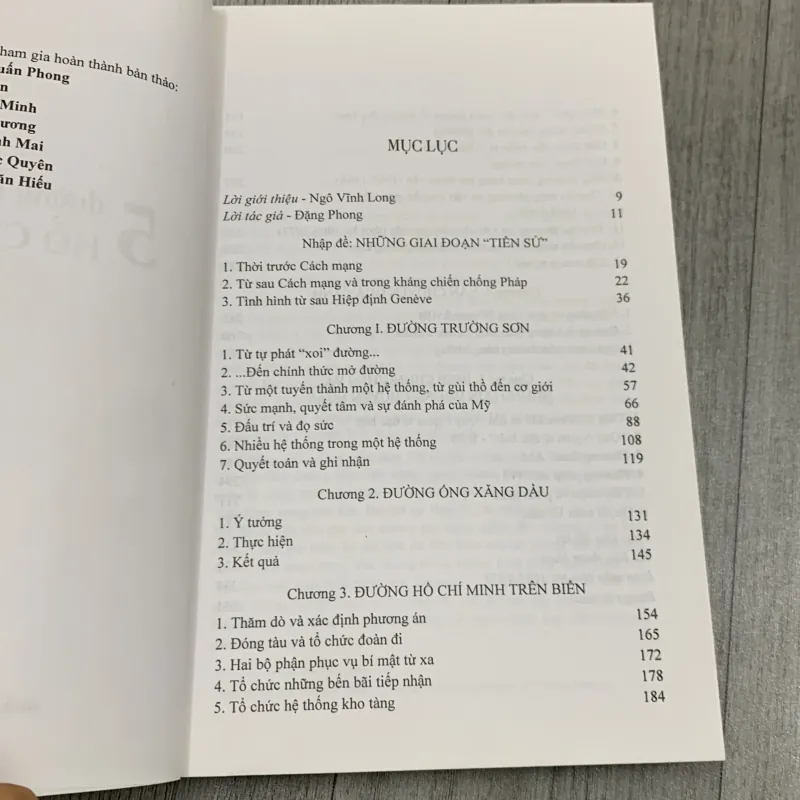 ham gia hoàn thành bản thảo:
uấn Phong
n
Minh
ương
nh Mai
c Quyên
ăn Hiếu
MỤC LỤC
Lời giới thiệu - Ngô Vĩnh Long 9
Lời tác giả - Đặng Phong 11
Nhập đề: NHỮNG GIAI ĐOẠN “TIỀN SỬ”
1. Thời trước Cách mạng 19
2. Từ sau Cách mạng và trong kháng chiến chống Pháp 22
3. Tình hình từ sau Hiệp định Genève 36
Chương I. ĐƯỜNG TRƯỜNG SƠN
1. Từ tự phát “xoi” đường... 41
2. ...Đến chính thức mở đường 42
3. Từ một tuyến thành một hệ thống, từ gùi thồ đến cơ giới 57
4. Sức mạnh, quyết tâm và sự đánh phá của Mỹ 66
5. Đấu trí và đọ sức 88
6. Nhiều hệ thống trong một hệ thống 108
7. Quyết toán và ghi nhận 119
Chương 2. ĐƯỜNG ỐNG XĂNG DẦU
1. Ý tưởng 131
2. Thực hiện 134
3. Kết quả 145
Chương 3. ĐƯỜNG HỒ CHÍ MINH TRÊN BIỂN
1. Thăm dò và xác định phương án 154
2. Đóng tàu và tổ chức đoàn đi 165
3. Hai bộ phận phục vụ bí mật từ xa 172
4. Tổ chức những bến bãi tiếp nhận 178
5. Tổ chức hệ thống kho tàng 184